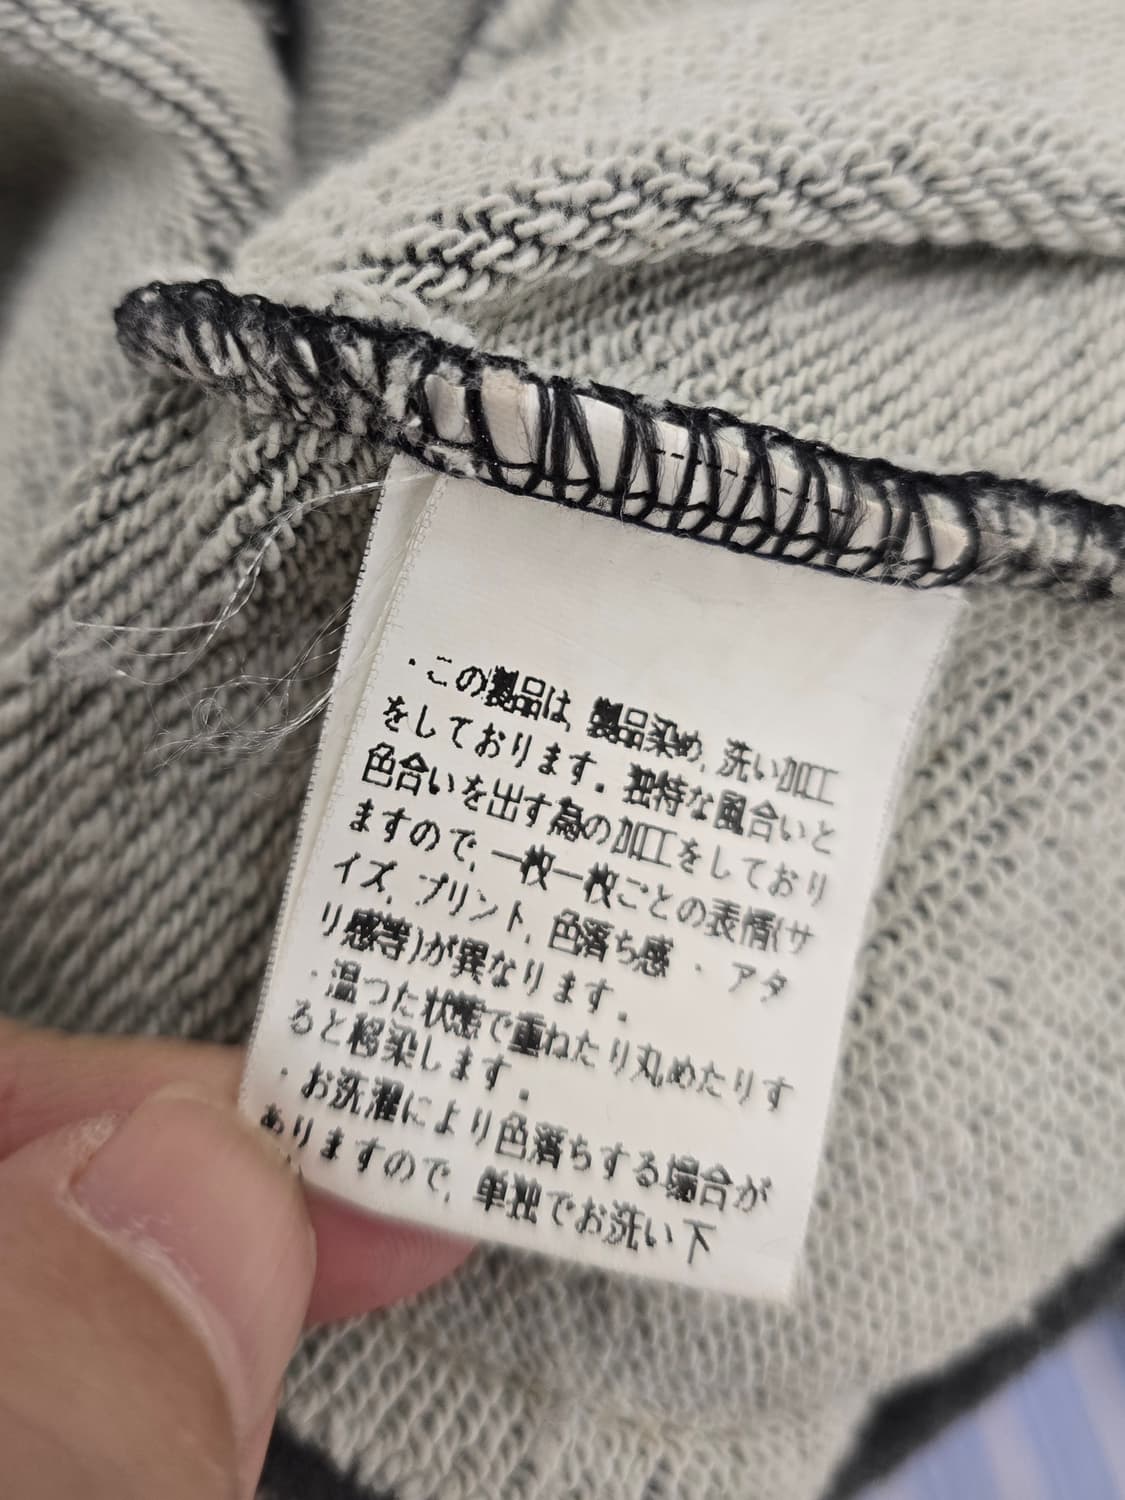 ・この製品は, 製品染め, 洗い加工
をしております. 独特な風合いと
色合いを出す為の加工をしており
ますので, 一枚一枚ごとの表情(サ
イズ, プリント, 色落ち感 ・ アタ
リ感等)が異なります.
・温つた状態で重ねたり丸めたりす
ると移染します.
・お洗濯により色落ちする場合が
ありますので, 単独でお洗い下